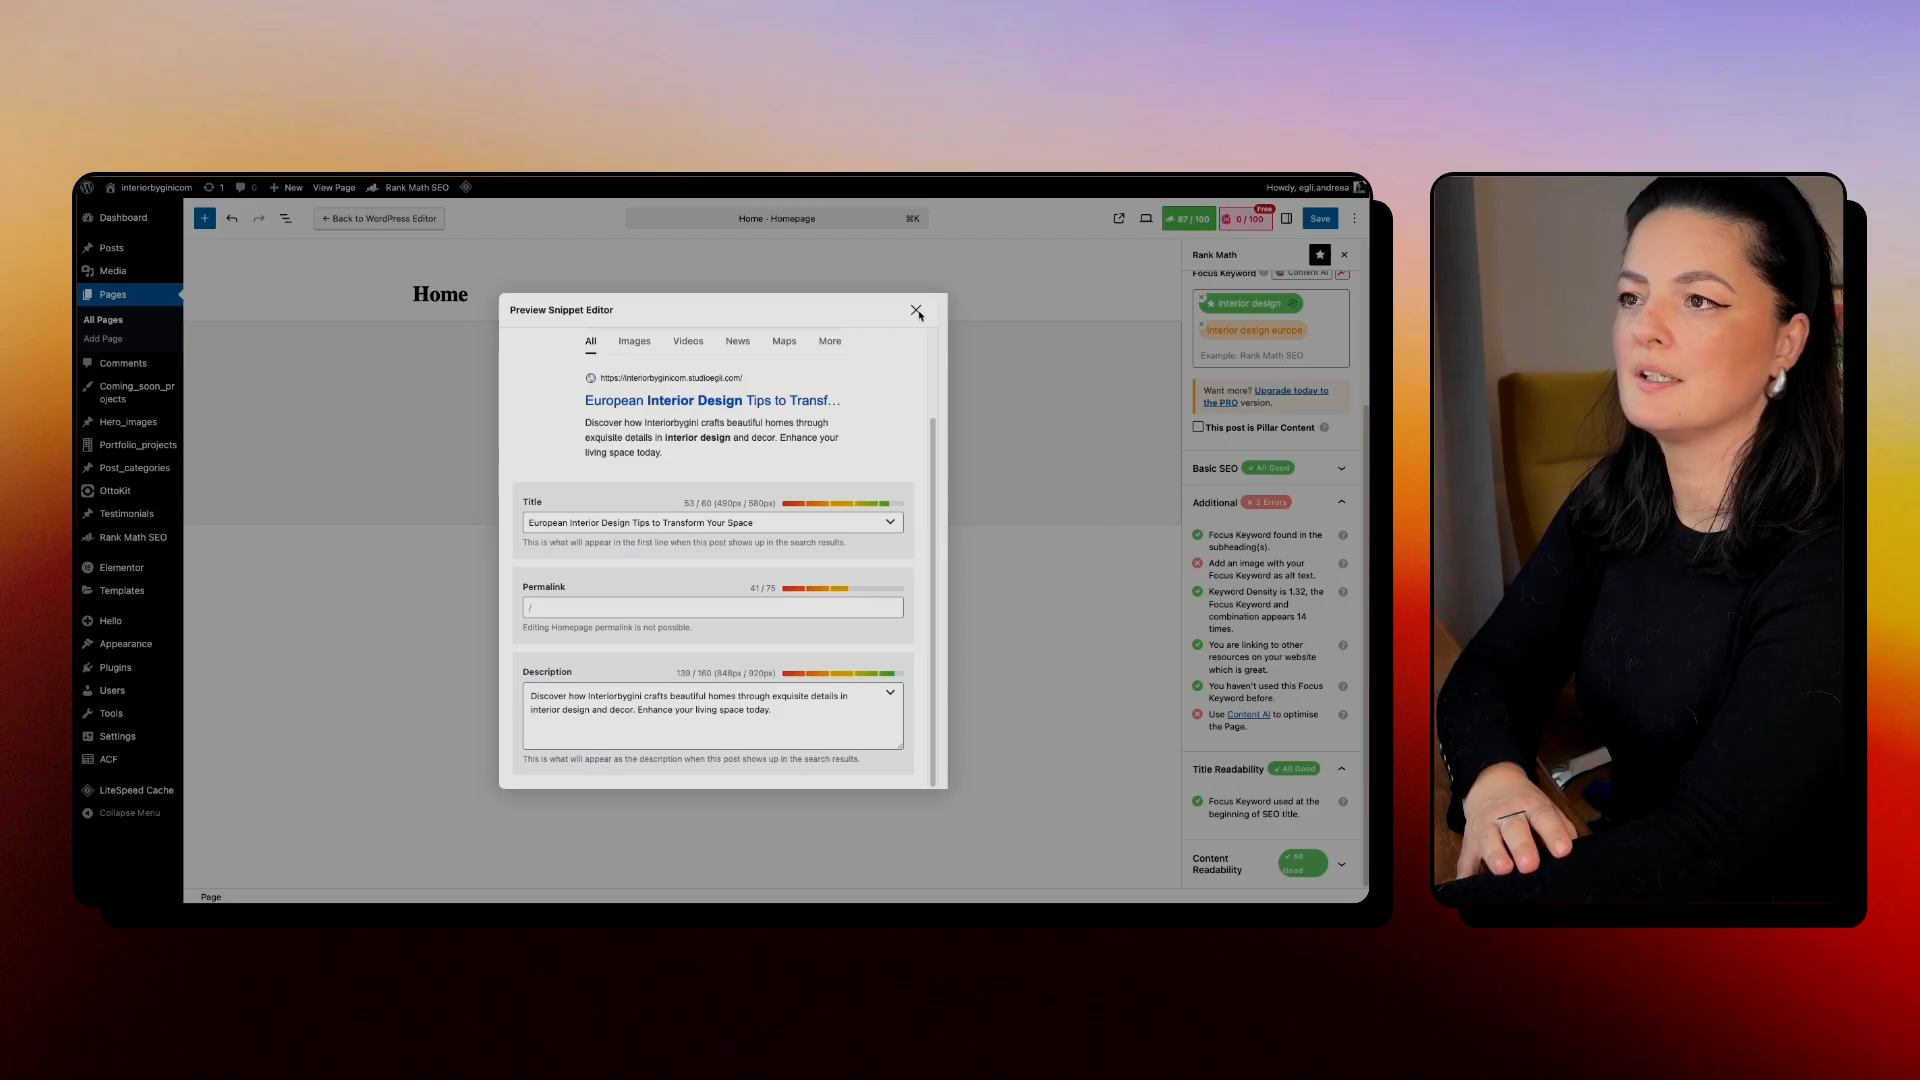 interiorbyginicom
1
0
New
View Page
Rank Math SEO
Howdy, egli.andreea
Dashboard
Posts
Media
Pages
All Pages
Add Page
Comments
Coming_soon_pr
ojects
Hero_images
Portfolio_projects
Post_categories
OttoKit
Testimonials
Rank Math SEO
Elementor
Templates
Hello
Appearance
Plugins
Users
Tools
Settings
ACF
LiteSpeed Cache
Collapse Menu
← Back to WordPress Editor
Home · Homepage
⌘K
87 / 100
0 / 100
Free
Save
Home
Preview Snippet Editor
All
Images
Videos
News
Maps
More
https://interiorbyginicom.studioegli.com/
European Interior Design Tips to Transf...
Discover how Interiorbygini crafts beautiful homes through
exquisite details in interior design and decor. Enhance your
living space today.
Title
53 / 60 (490px / 580px)
European Interior Design Tips to Transform Your Space
This is what will appear in the first line when this post shows up in the search results.
Permalink
41 / 75
/
Editing Homepage permalink is not possible.
Description
139 / 160 (848px / 920px)
Discover how Interiorbygini crafts beautiful homes through exquisite details in
interior design and decor. Enhance your living space today.
This is what will appear as the description when this post shows up in the search results.
Rank Math
Focus Keyword
Content AI
interior design
interior design europe
Example: Rank Math SEO
Want more? Upgrade today to
the PRO version.
This post is Pillar Content
Basic SEO
All Good
Additional
× 2 Errors
Focus Keyword found in the
subheading(s).
Add an image with your
Focus Keyword as alt text.
Keyword Density is 1.32, the
Focus Keyword and
combination appears 14
times.
You are linking to other
resources on your website
which is great.
You haven't used this Focus
Keyword before.
Use Content AI to optimise
the Page.
Title Readability
All Good
Focus Keyword used at the
beginning of SEO title.
Content
Readability
All
Good
Page